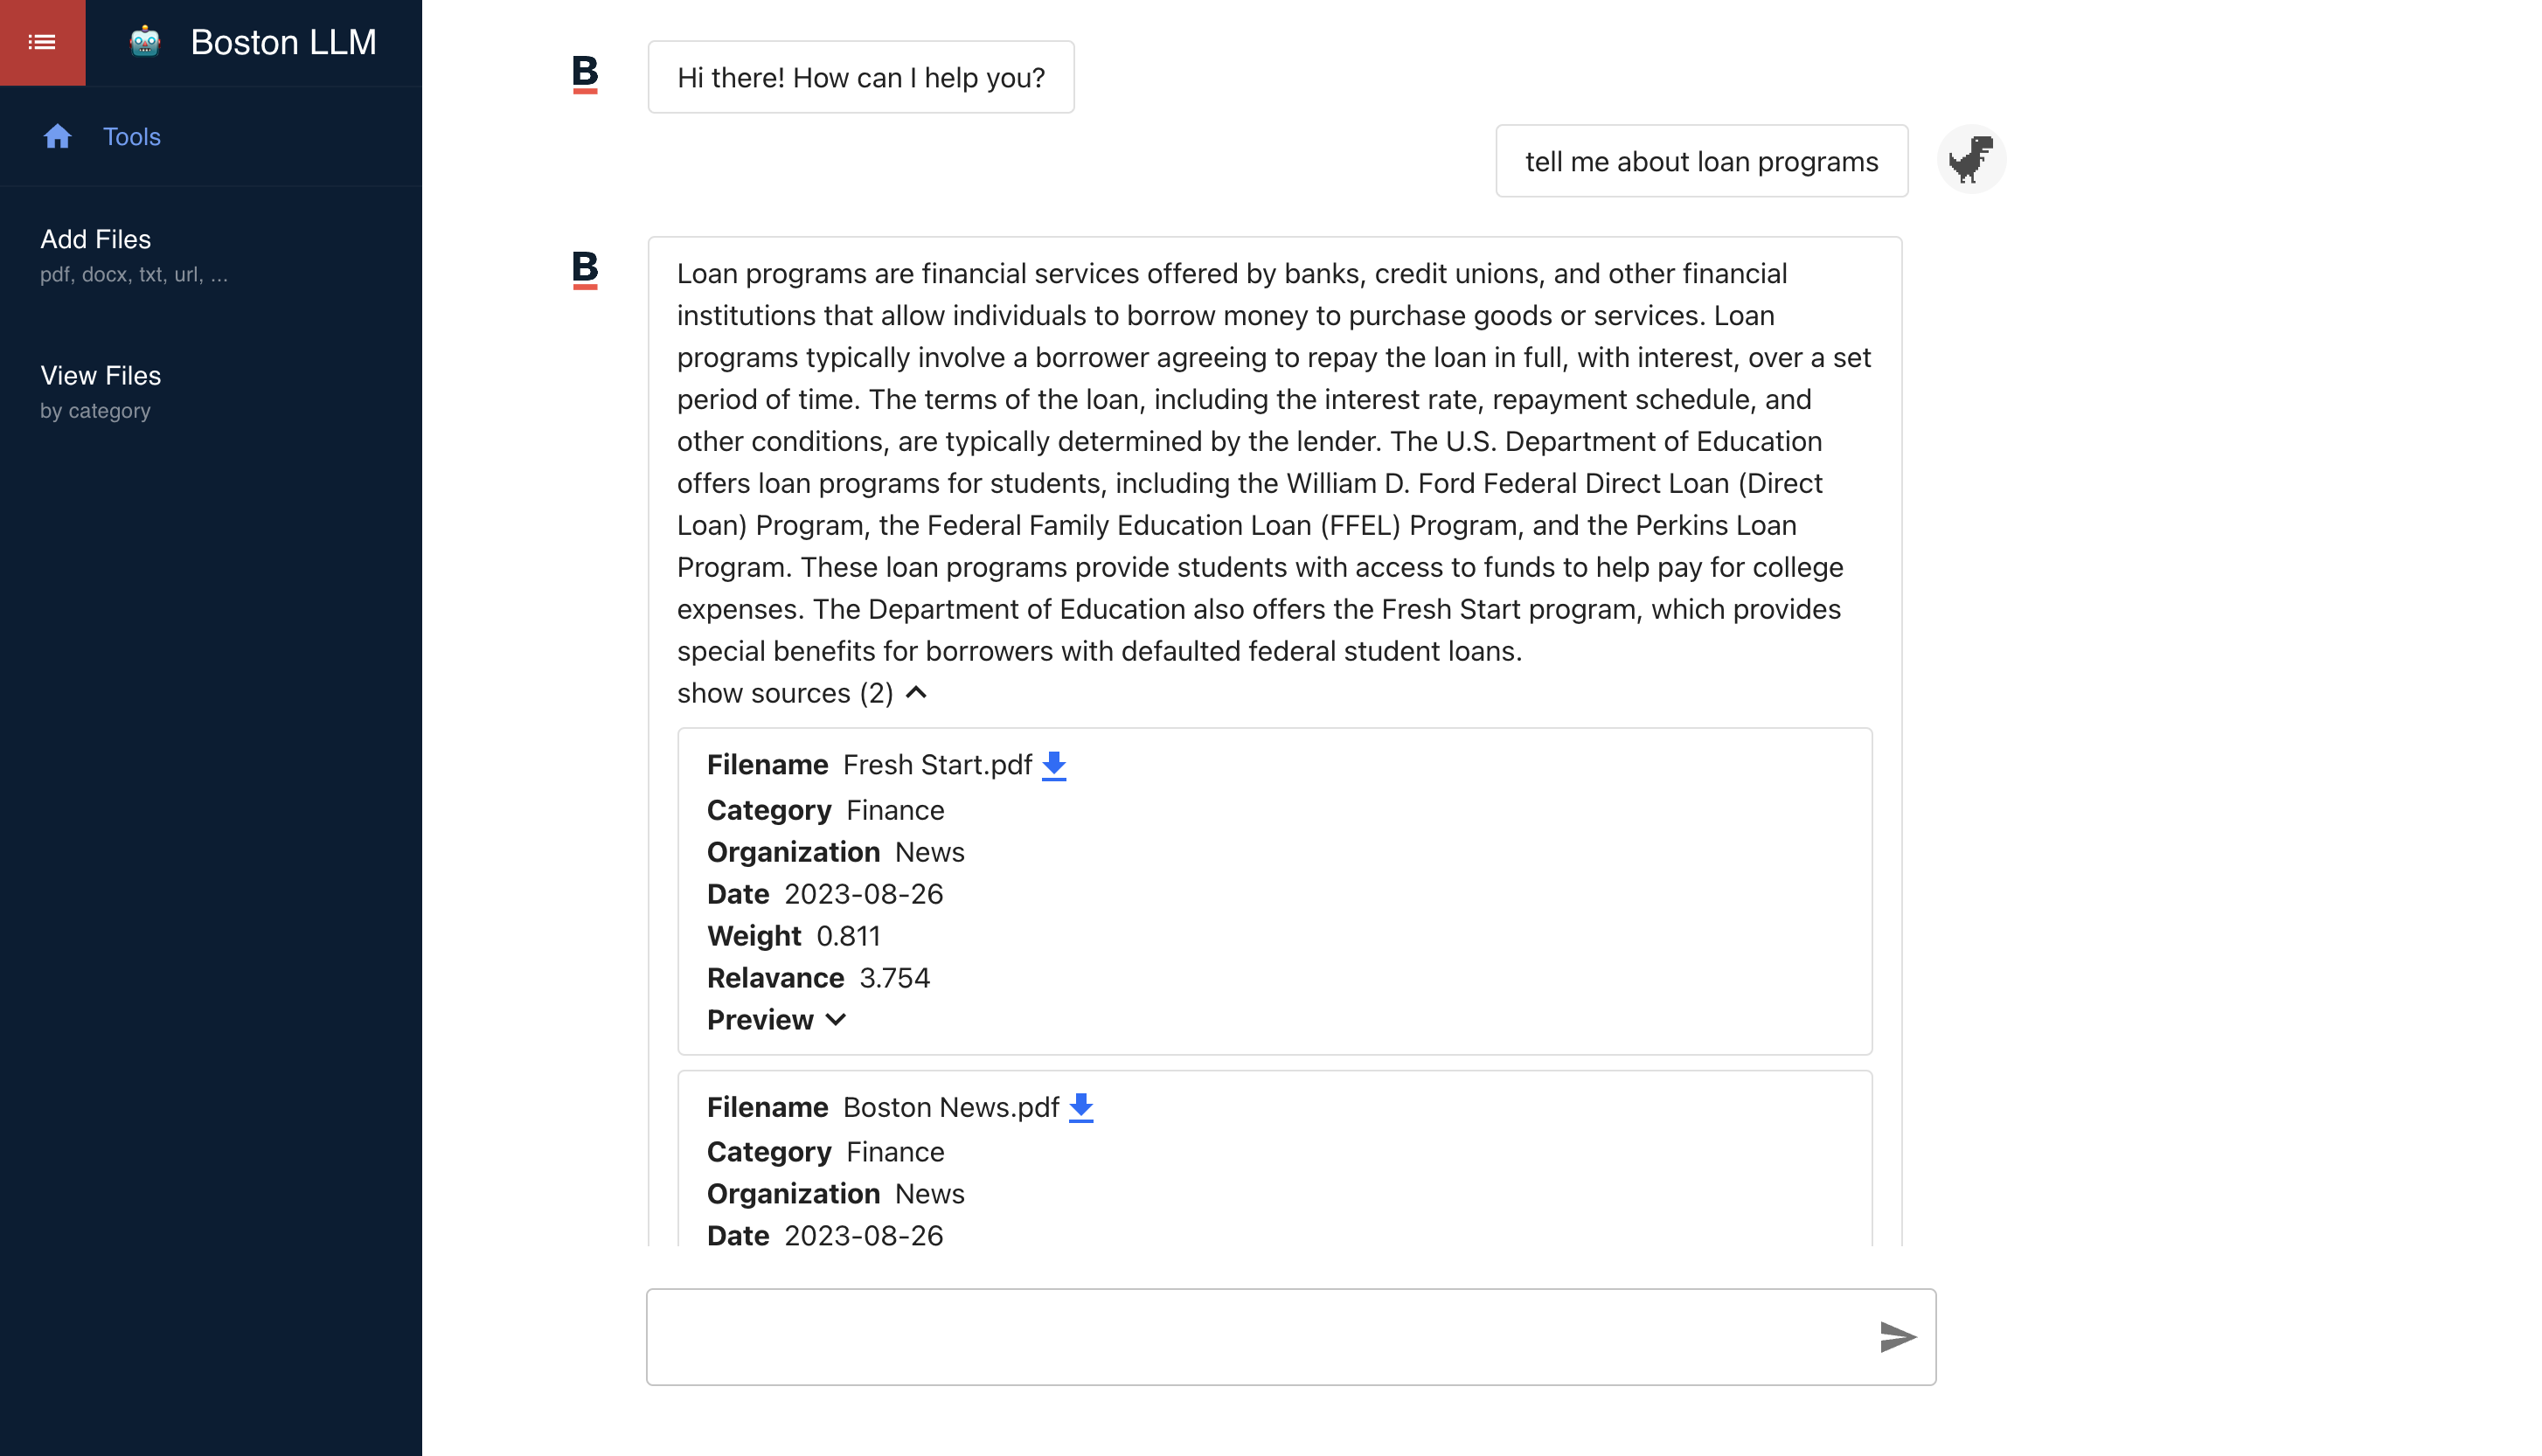 Boston LLM
Tools
Add Files
pdf, docx, txt, url, ...
View Files
by category
B
Hi there! How can I help you?
tell me about loan programs
B
Loan programs are financial services offered by banks, credit unions, and other financial
institutions that allow individuals to borrow money to purchase goods or services. Loan
programs typically involve a borrower agreeing to repay the loan in full, with interest, over a set
period of time. The terms of the loan, including the interest rate, repayment schedule, and
other conditions, are typically determined by the lender. The U.S. Department of Education
offers loan programs for students, including the William D. Ford Federal Direct Loan (Direct
Loan) Program, the Federal Family Education Loan (FFEL) Program, and the Perkins Loan
Program. These loan programs provide students with access to funds to help pay for college
expenses. The Department of Education also offers the Fresh Start program, which provides
special benefits for borrowers with defaulted federal student loans.
show sources (2)
Filename Fresh Start.pdf
Category Finance
Organization News
Date 2023-08-26
Weight 0.811
Relavance 3.754
Preview
Filename Boston News.pdf
Category Finance
Organization News
Date 2023-08-26